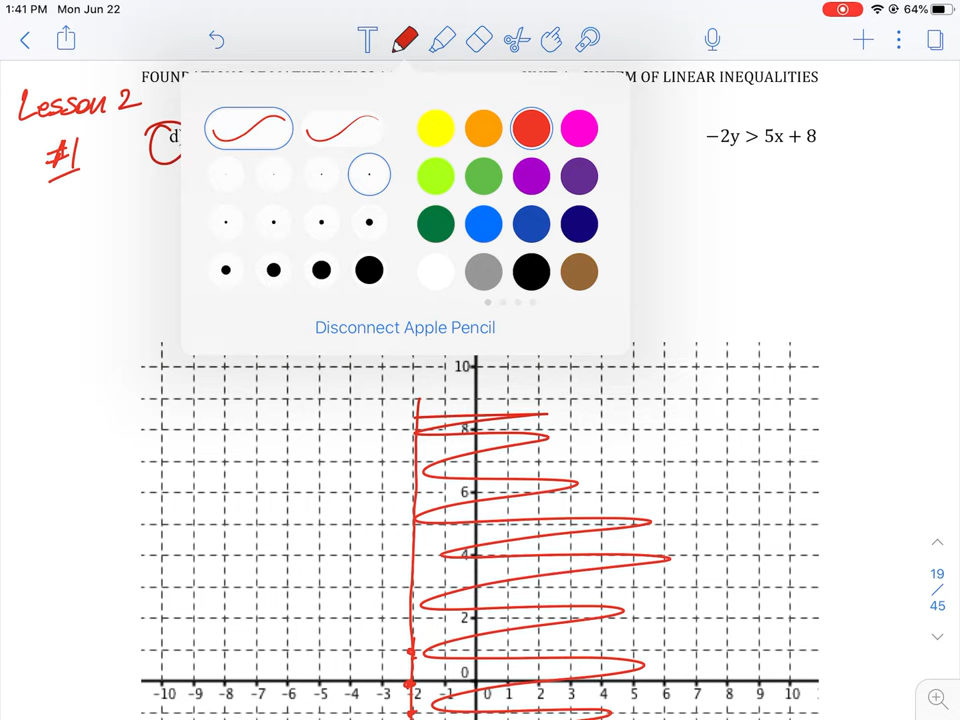 1:41 PM Mon Jun 22
64%
T
SYSTEM OF LINEAR INEQUALITIES
Lesson 2
#1
d)
−2y > 5x + 8
Disconnect Apple Pencil
10
8
6
4
2
0
-10 -9 -8 -7 -6 -5 -4 -3 -2 -1 0 1 2 3 4 5 6 7 8 9 10
19
/
45